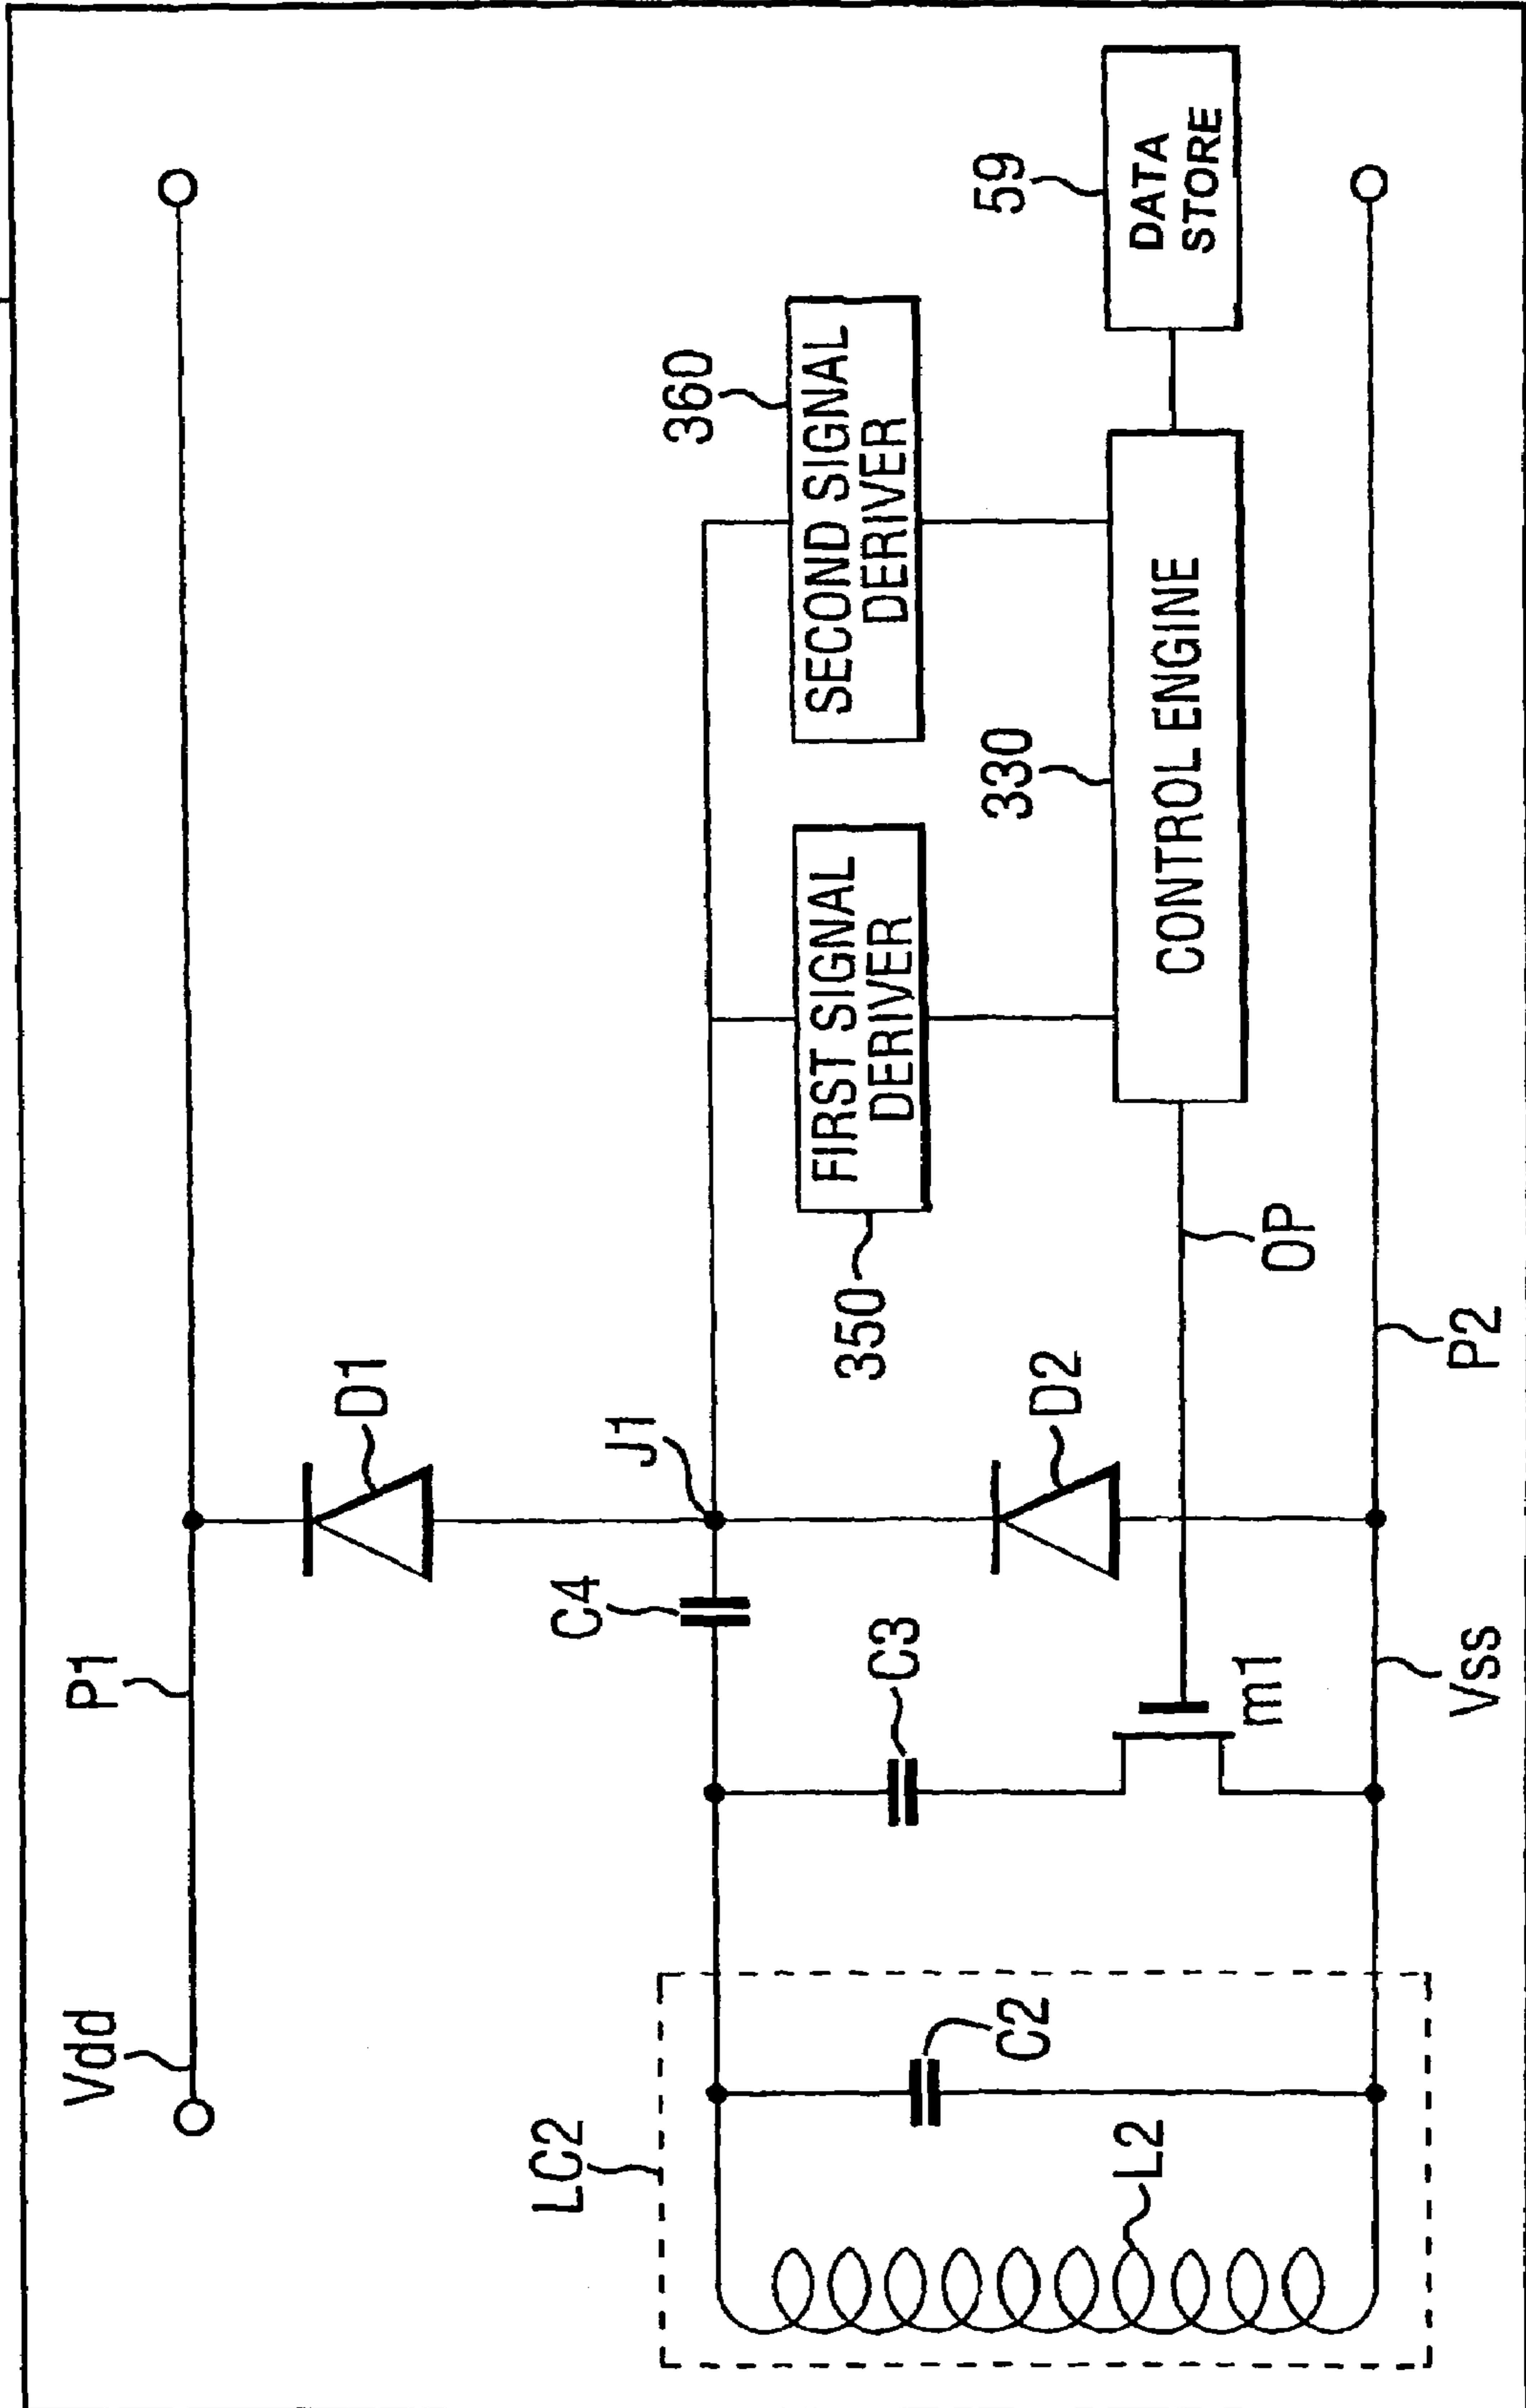 Vdd
P1
D1
LC2
C4
J1
360
SECOND SIGNAL
DERIVER
FIRST SIGNAL
DERIVER
350
C3
C2
D2
330
59
DATA
STORE
CONTROL ENGINE
L2
m1
OP
Vss
P2